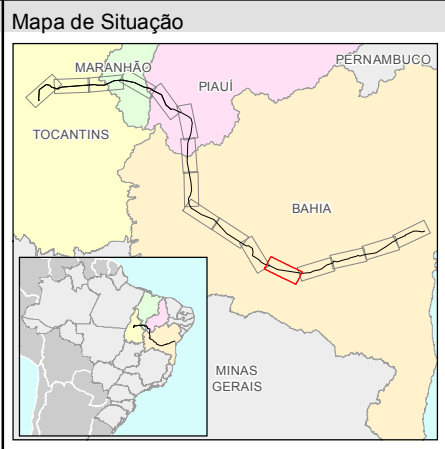 Mapa de Situação
PERNAMBUCO
MARANHÃO
PIAUÍ
TOCANTINS
BAHIA
MINAS
GERAIS